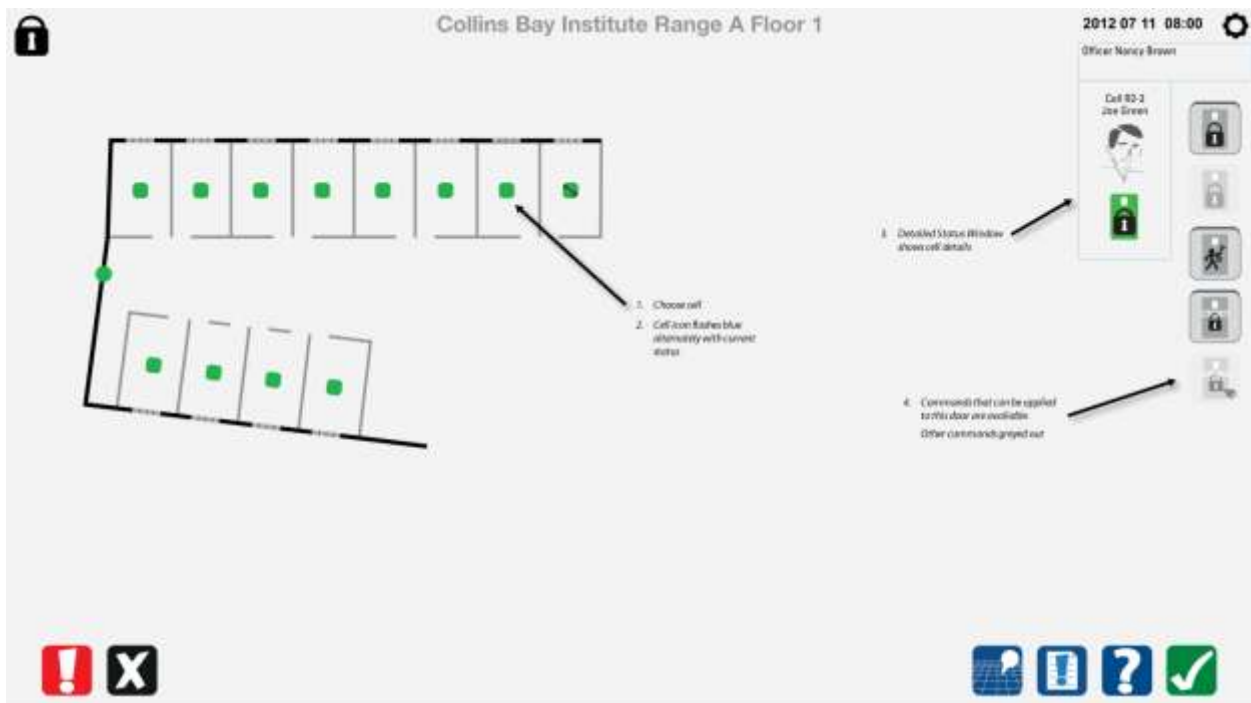 Collins Bay Institute Range A Floor 1
2012 07 11 08:00
Officer Nancy Brown
Cell R2-2
Joe Green
3. Detailed Status Window
shows cell details
1. Choose cell
2. Cell icon flashes blue
alternately with current
status
4. Commands that can be applied
to this door are available
Other commands greyed out